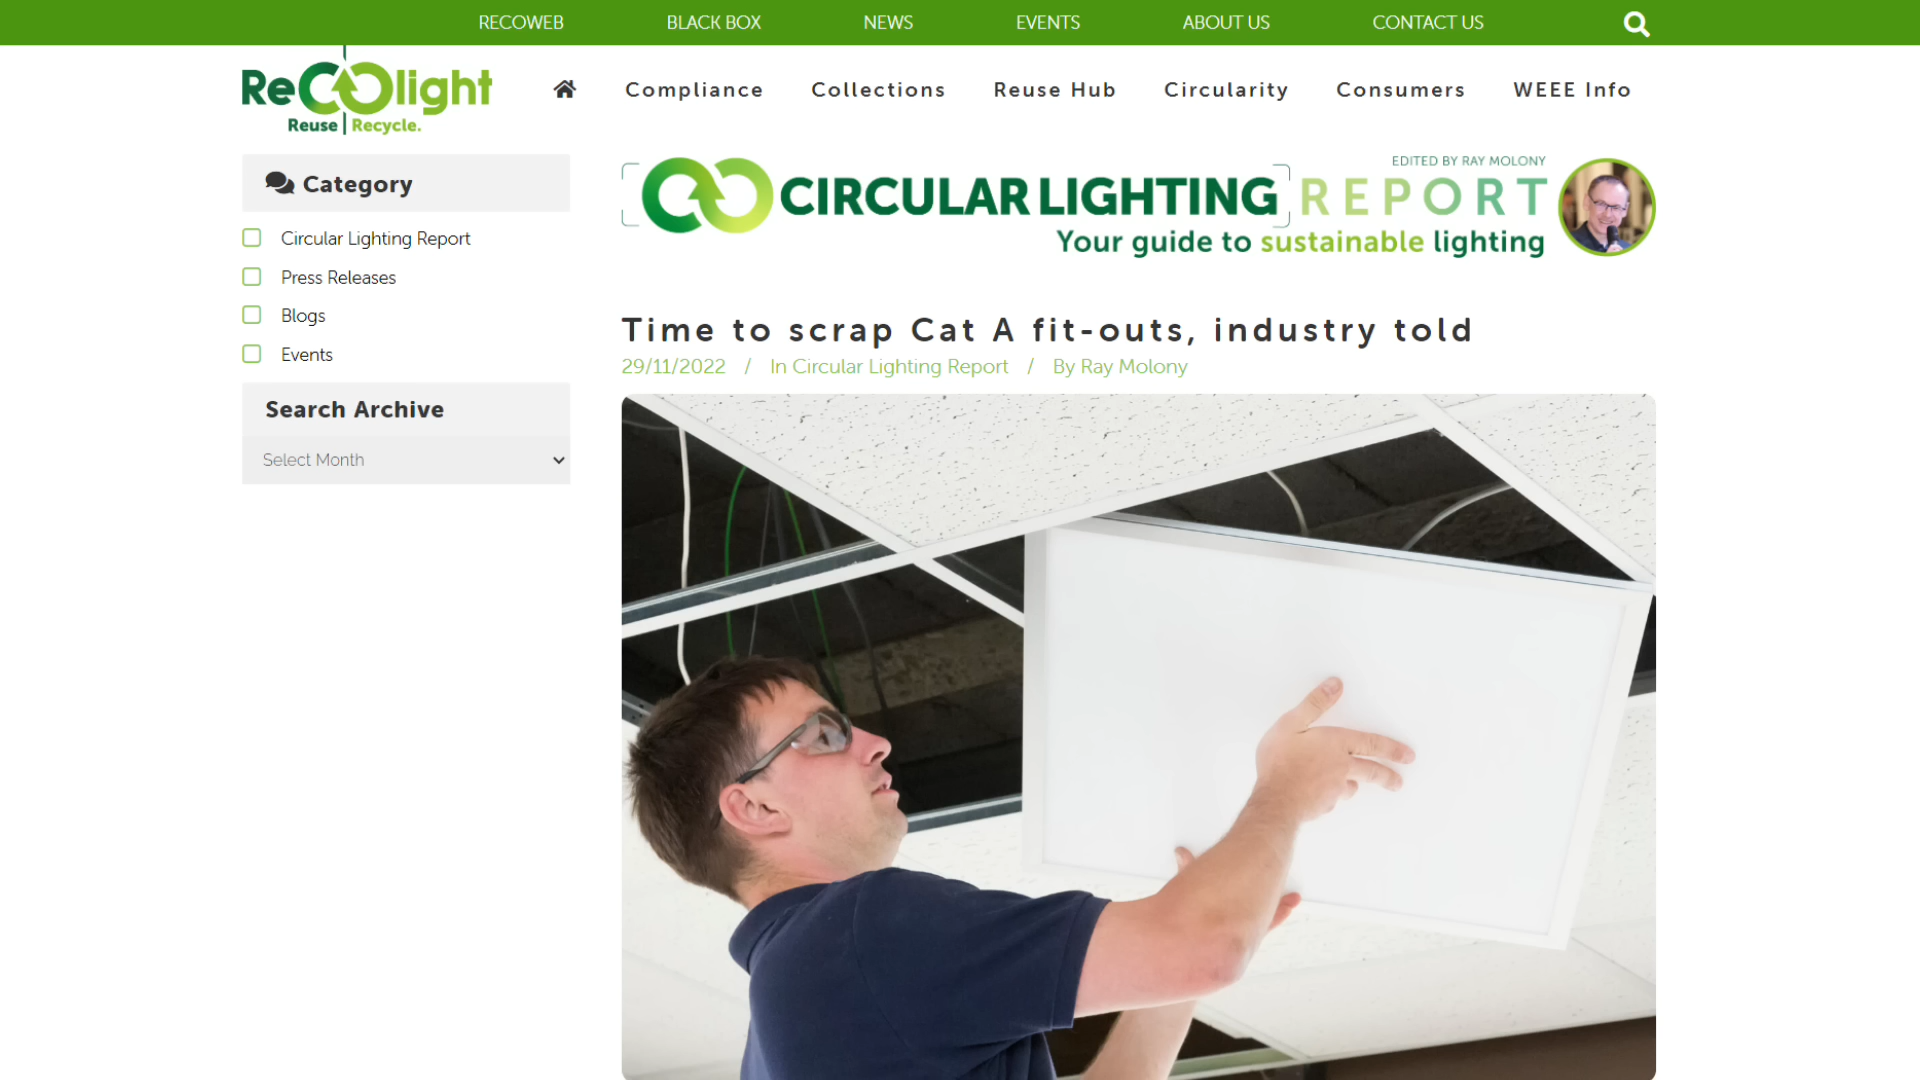 RECOWEB BLACK BOX NEWS EVENTS ABOUT US CONTACT US
Recolight
Reuse | Recycle.
Compliance Collections Reuse Hub Circularity Consumers WEEE Info
Category
Circular Lighting Report
Press Releases
Blogs
Events
Search Archive
Select Month
EDITED BY RAY MOLONY
CIRCULAR LIGHTING REPORT
Your guide to sustainable lighting
Time to scrap Cat A fit-outs, industry told
29/11/2022 / In Circular Lighting Report / By Ray Molony